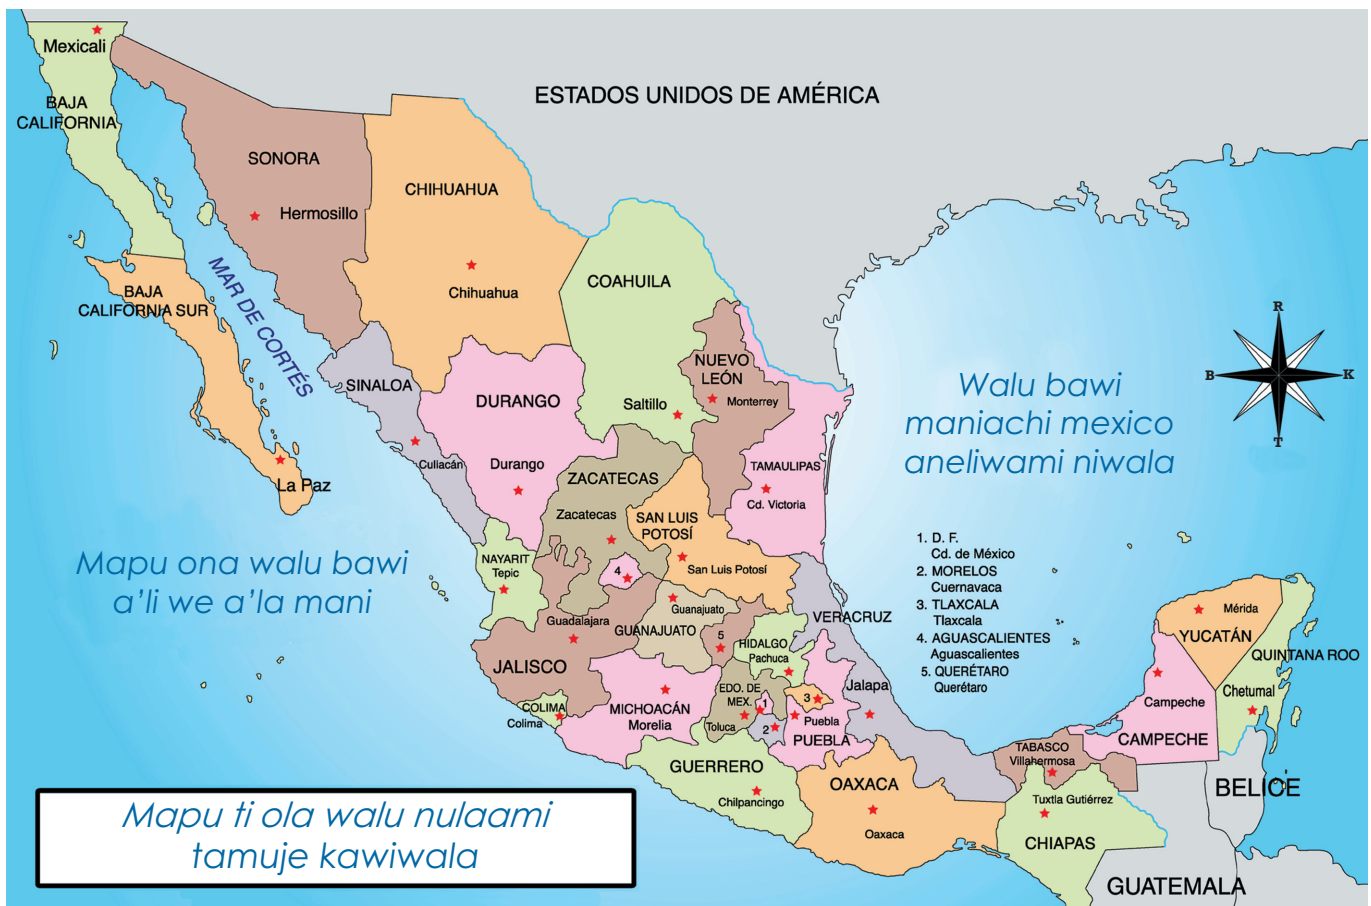 ESTADOS UNIDOS DE AMÉRICA
Mexicali
BAJA
CALIFORNIA
SONORA
Hermosillo
CHIHUAHUA
Chihuahua
COAHUILA
Saltillo
BAJA
CALIFORNIA SUR
La Paz
MAR DE CORTÉS
SINALOA
Culiacán
DURANGO
Durango
NUEVO
LEÓN
Monterrey
TAMAULIPAS
Cd. Victoria
ZACATECAS
Zacatecas
SAN LUIS
POTOSÍ
San Luis Potosí
NAYARIT
Tepic
4
Guadalajara
JALISCO
Guanajuato
GUANAJUATO
5
HIDALGO
Pachuca
VERACRUZ
Jalapa
COLIMA
Colima
MICHOACÁN
Morelia
EDO. DE
MEX.
Toluca
1
2
3
Puebla
PUEBLA
GUERRERO
Chilpancingo
OAXACA
Oaxaca
TABASCO
Villahermosa
Tuxtla Gutiérrez
CHIAPAS
Campeche
CAMPECHE
Mérida
YUCATÁN
QUINTANA ROO
Chetumal
BELICE
GUATEMALA
R
B
K
T
Walu bawi
maniachi mexico
aneliwami niwala
1. D. F.
Cd. de México
2. MORELOS
Cuernavaca
3. TLAXCALA
Tlaxcala
4. AGUASCALIENTES
Aguascalientes
5. QUERÉTARO
Querétaro
Mapu ona walu bawi
a’li we a’la mani
Mapu ti ola walu nulaami
tamuje kawiwala